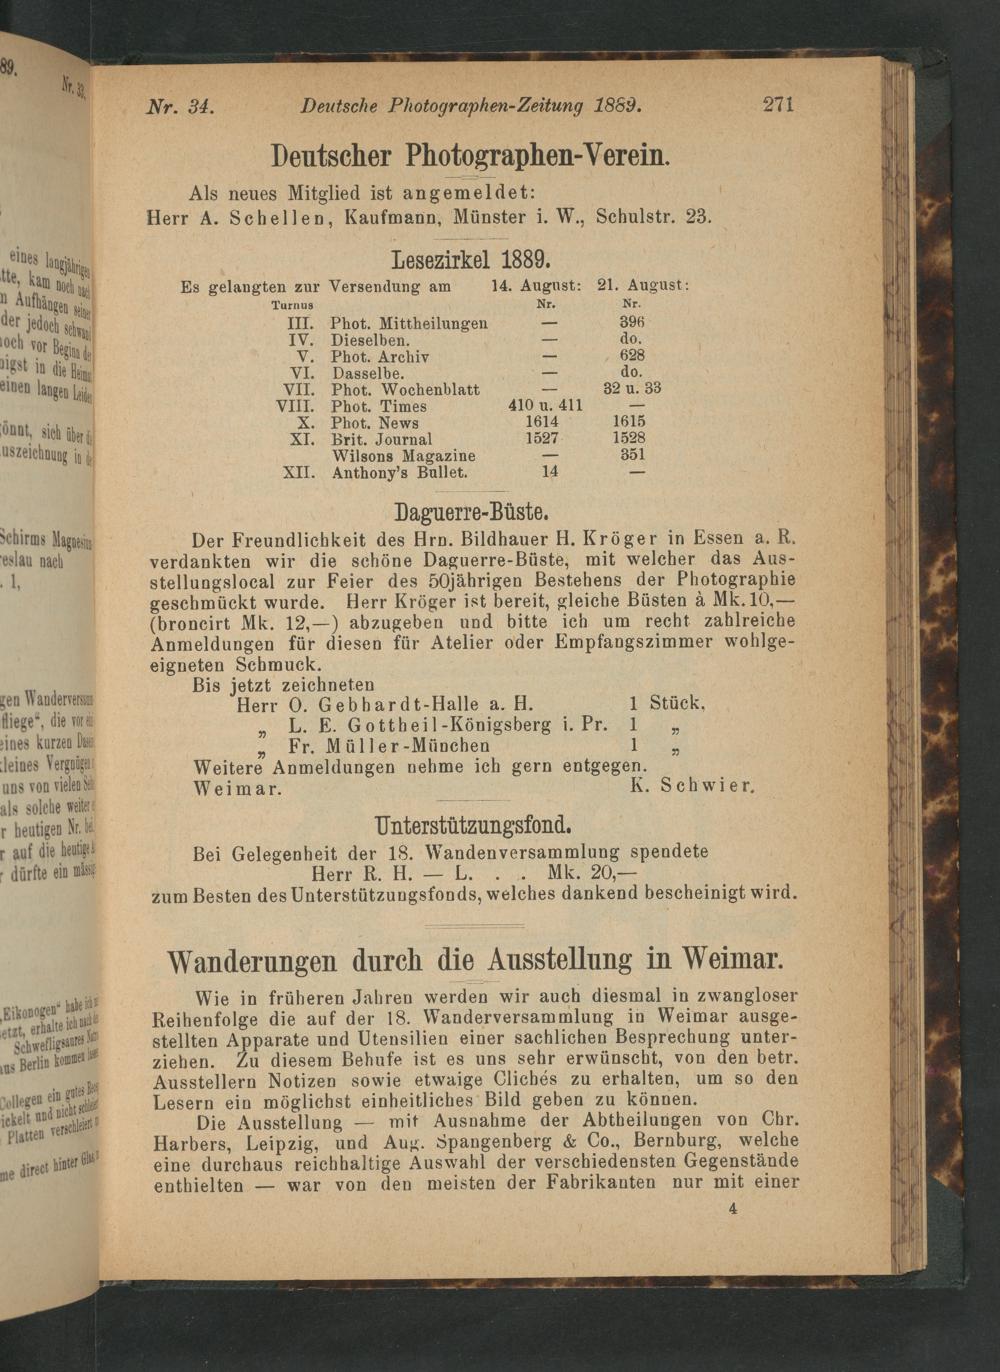 Nr. 34. Deutsche Photographen-Zeitung 1889. 271
Deutscher Photographen-Verein.
Als neues Mitglied ist angemeldet:
Herr A. Schellen, Kaufmann, Münster i. W., Schulstr. 23.
Lesezirkel 1889.
Es gelangten zur Versendung am 14. August: 21. August:
Turnus Nr. Nr.
III. Phot. Mittheilungen — 396
IV. Dieselben. — do.
V. Phot. Archiv — 628
VI. Dasselbe. — do.
VII. Phot. Wochenblatt — 32 u. 33
VIII. Phot. Times 410 u. 411 —
X. Phot. News 1614 1615
XI. Brit. Journal 1527 1528
Wilsons Magazine — 351
XII. Anthony's Bullet. 14 —
Daguerre-Büste.
Der Freundlichkeit des Hrn. Bildhauer H. Kröger in Essen a. R.
verdankten wir die schöne Daguerre-Büste, mit welcher das Aus-
stellungslocal zur Feier des 50jährigen Bestehens der Photographie
geschmückt wurde. Herr Kröger ist bereit, gleiche Büsten à Mk. 10,—
(broncirt Mk. 12,—) abzugeben und bitte ich um recht zahlreiche
Anmeldungen für diesen für Atelier oder Empfangszimmer wohlge-
eigneten Schmuck.
Bis jetzt zeichneten
Herr O. Gebhardt-Halle a. H. 1 Stück,
„ L. E. Gottheil-Königsberg i. Pr. 1 „
„ Fr. Müller-München 1 „
Weitere Anmeldungen nehme ich gern entgegen.
Weimar. K. Schwier.
Unterstützungsfond.
Bei Gelegenheit der 18. Wandenversammlung spendete
Herr R. H. — L. . . Mk. 20,—
zum Besten des Unterstützungsfonds, welches dankend bescheinigt wird.
Wanderungen durch die Ausstellung in Weimar.
Wie in früheren Jahren werden wir auch diesmal in zwangloser
Reihenfolge die auf der 18. Wanderversammlung in Weimar ausge-
stellten Apparate und Utensilien einer sachlichen Besprechung unter-
ziehen. Zu diesem Behufe ist es uns sehr erwünscht, von den betr.
Ausstellern Notizen sowie etwaige Clichés zu erhalten, um so den
Lesern ein möglichst einheitliches Bild geben zu können.
Die Ausstellung — mit Ausnahme der Abtheilungen von Chr.
Harbers, Leipzig, und Aug. Spangenberg & Co., Bernburg, welche
eine durchaus reichhaltige Auswahl der verschiedensten Gegenstände
enthielten — war von den meisten der Fabrikanten nur mit einer
4